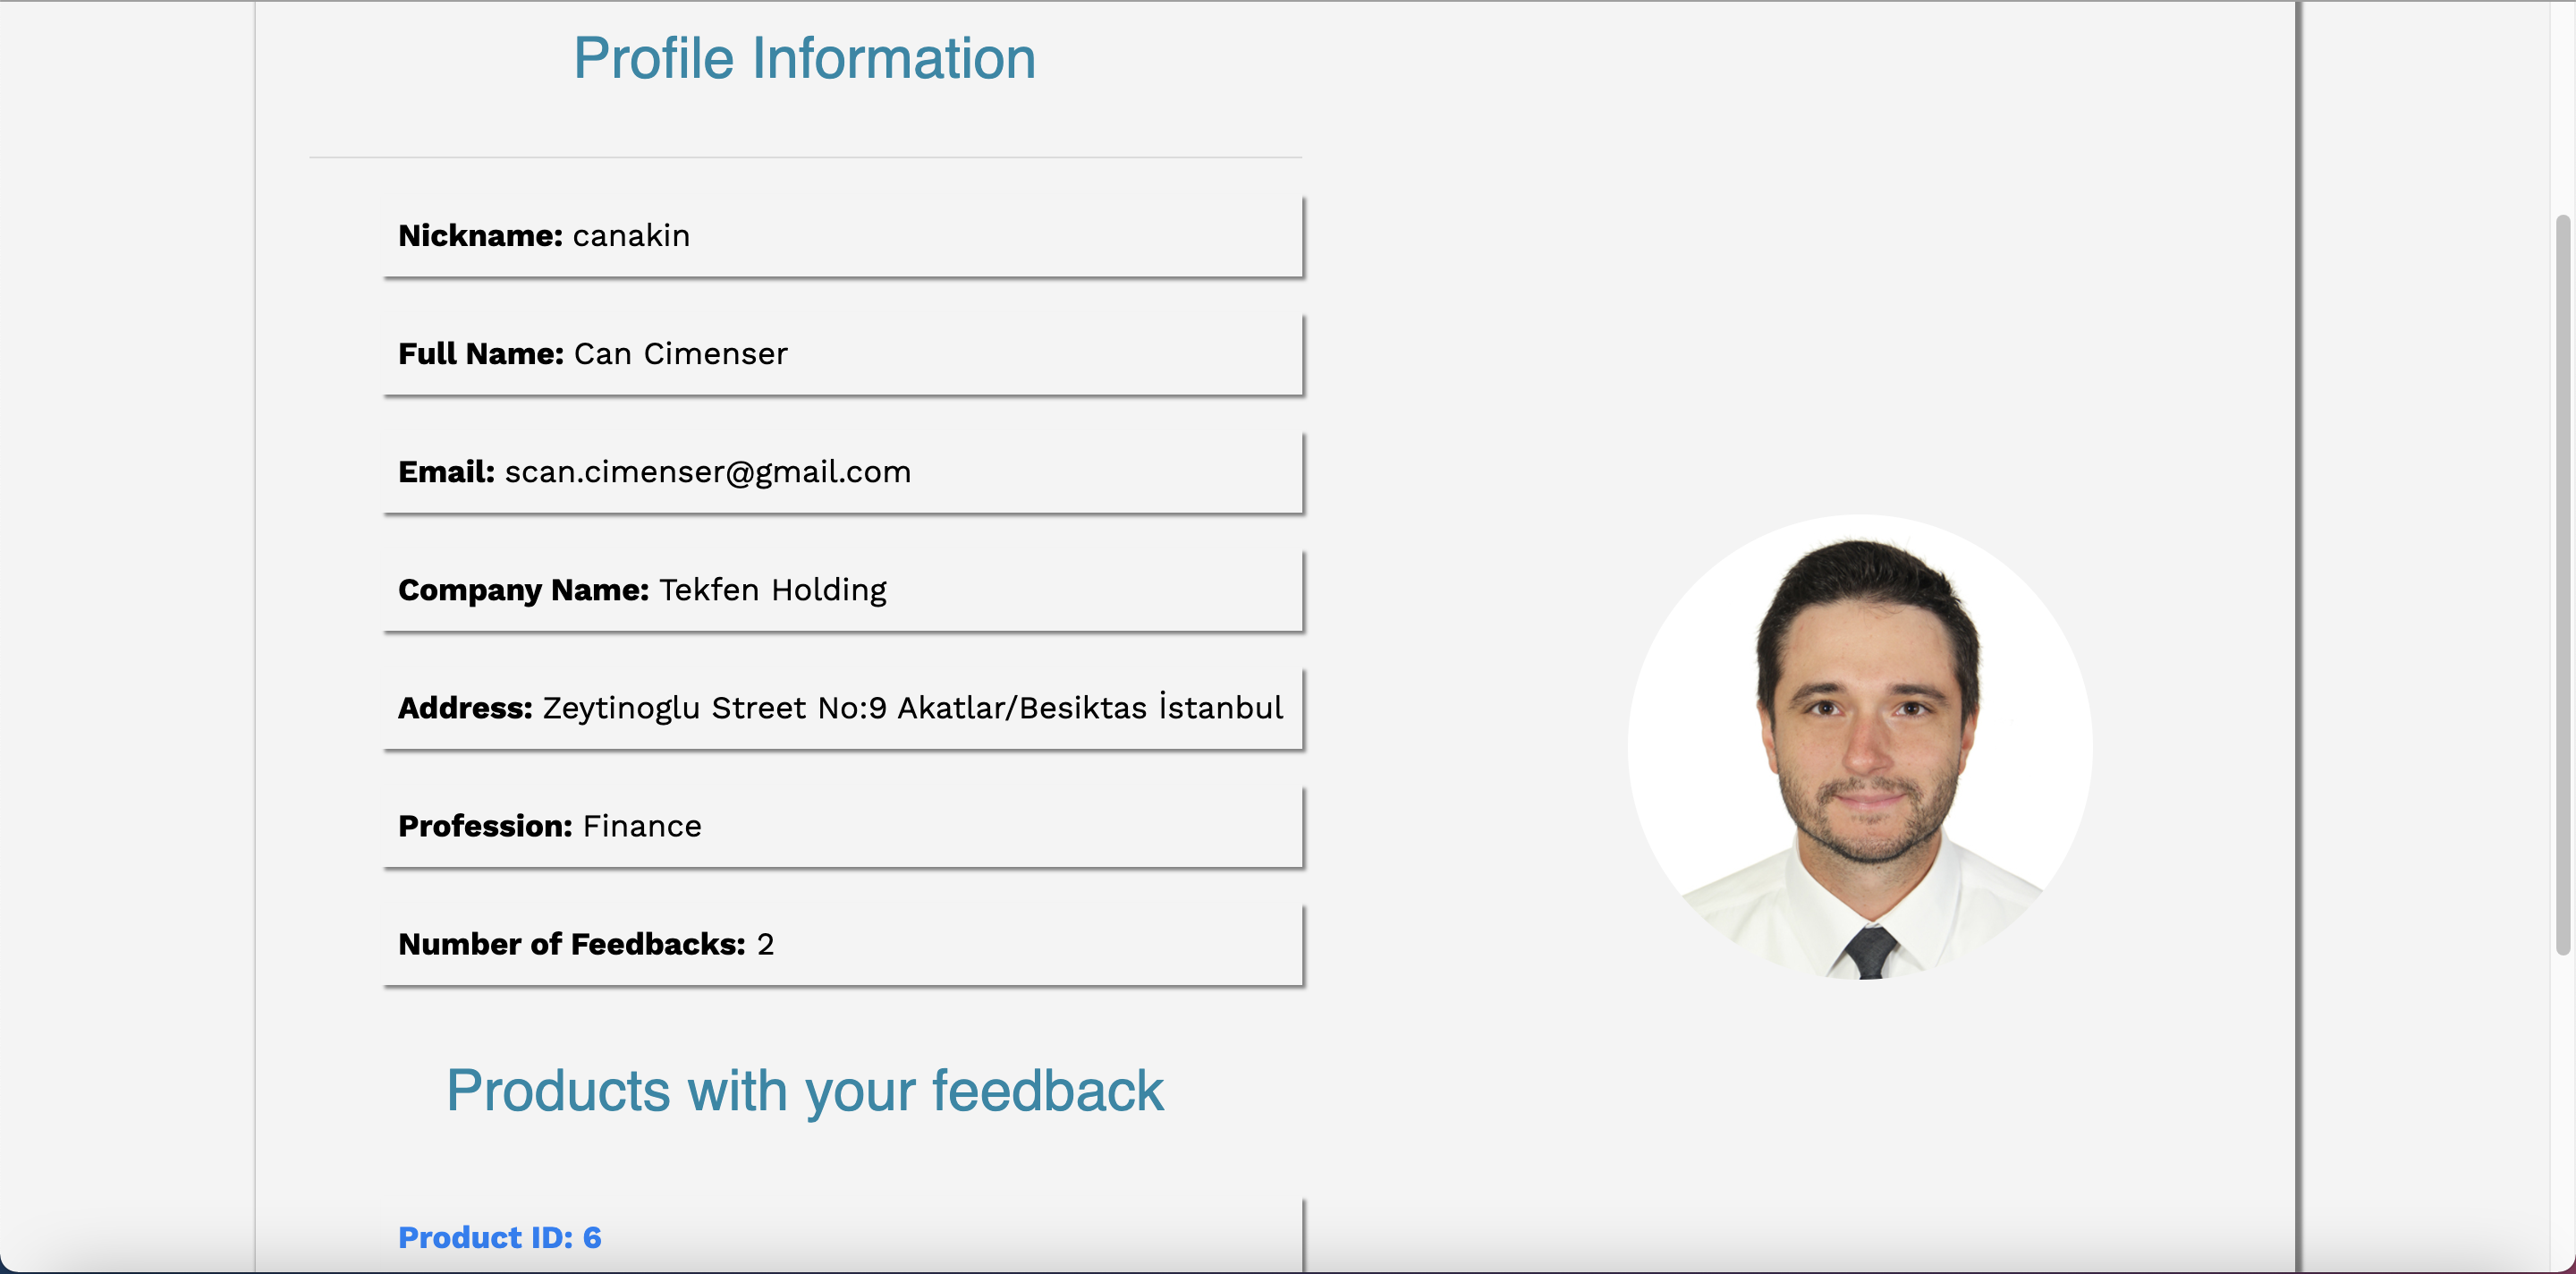 Profile Information
Nickname: canakin
Full Name: Can Cimenser
Email: scan.cimenser@gmail.com
Company Name: Tekfen Holding
Address: Zeytinoglu Street No:9 Akatlar/Besiktas İstanbul
Profession: Finance
Number of Feedbacks: 2
Products with your feedback
Product ID: 6